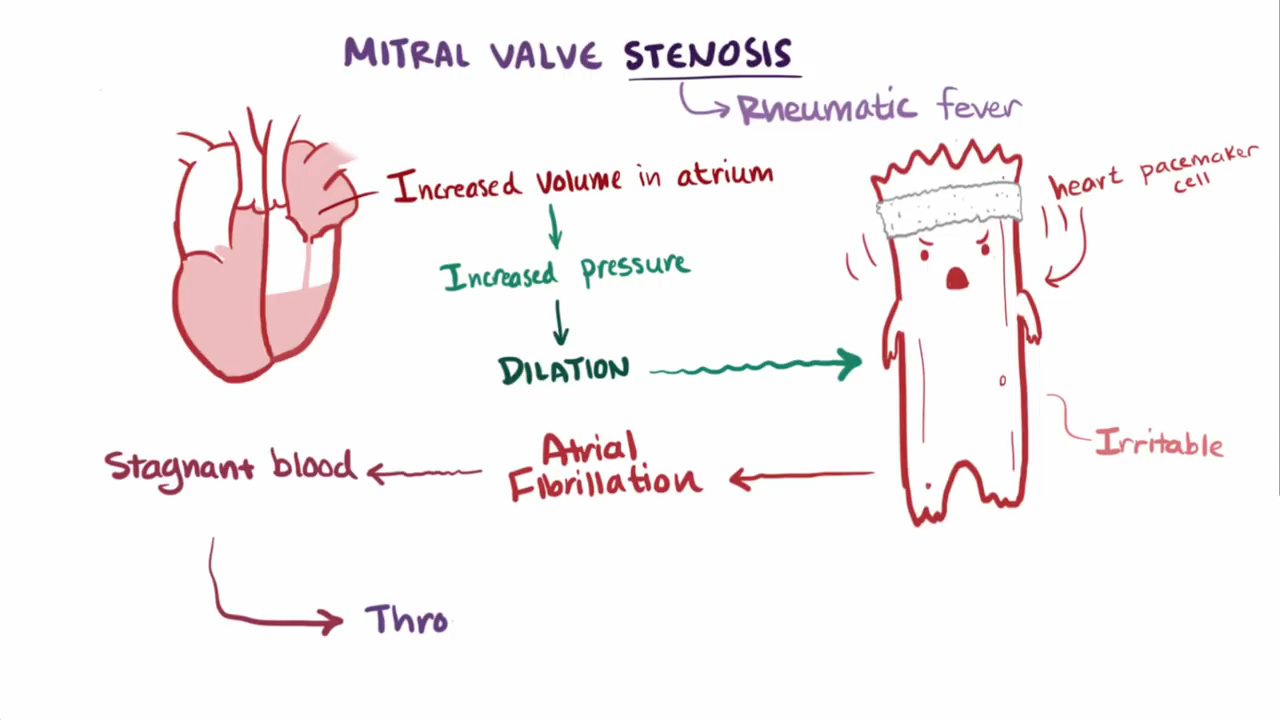 MITRAL VALVE STENOSIS
Rheumatic fever
Increased volume in atrium
heart pacemaker
cell
Increased pressure
DILATION
Irritable
Atrial
Fibrillation
Stagnant blood
Thro